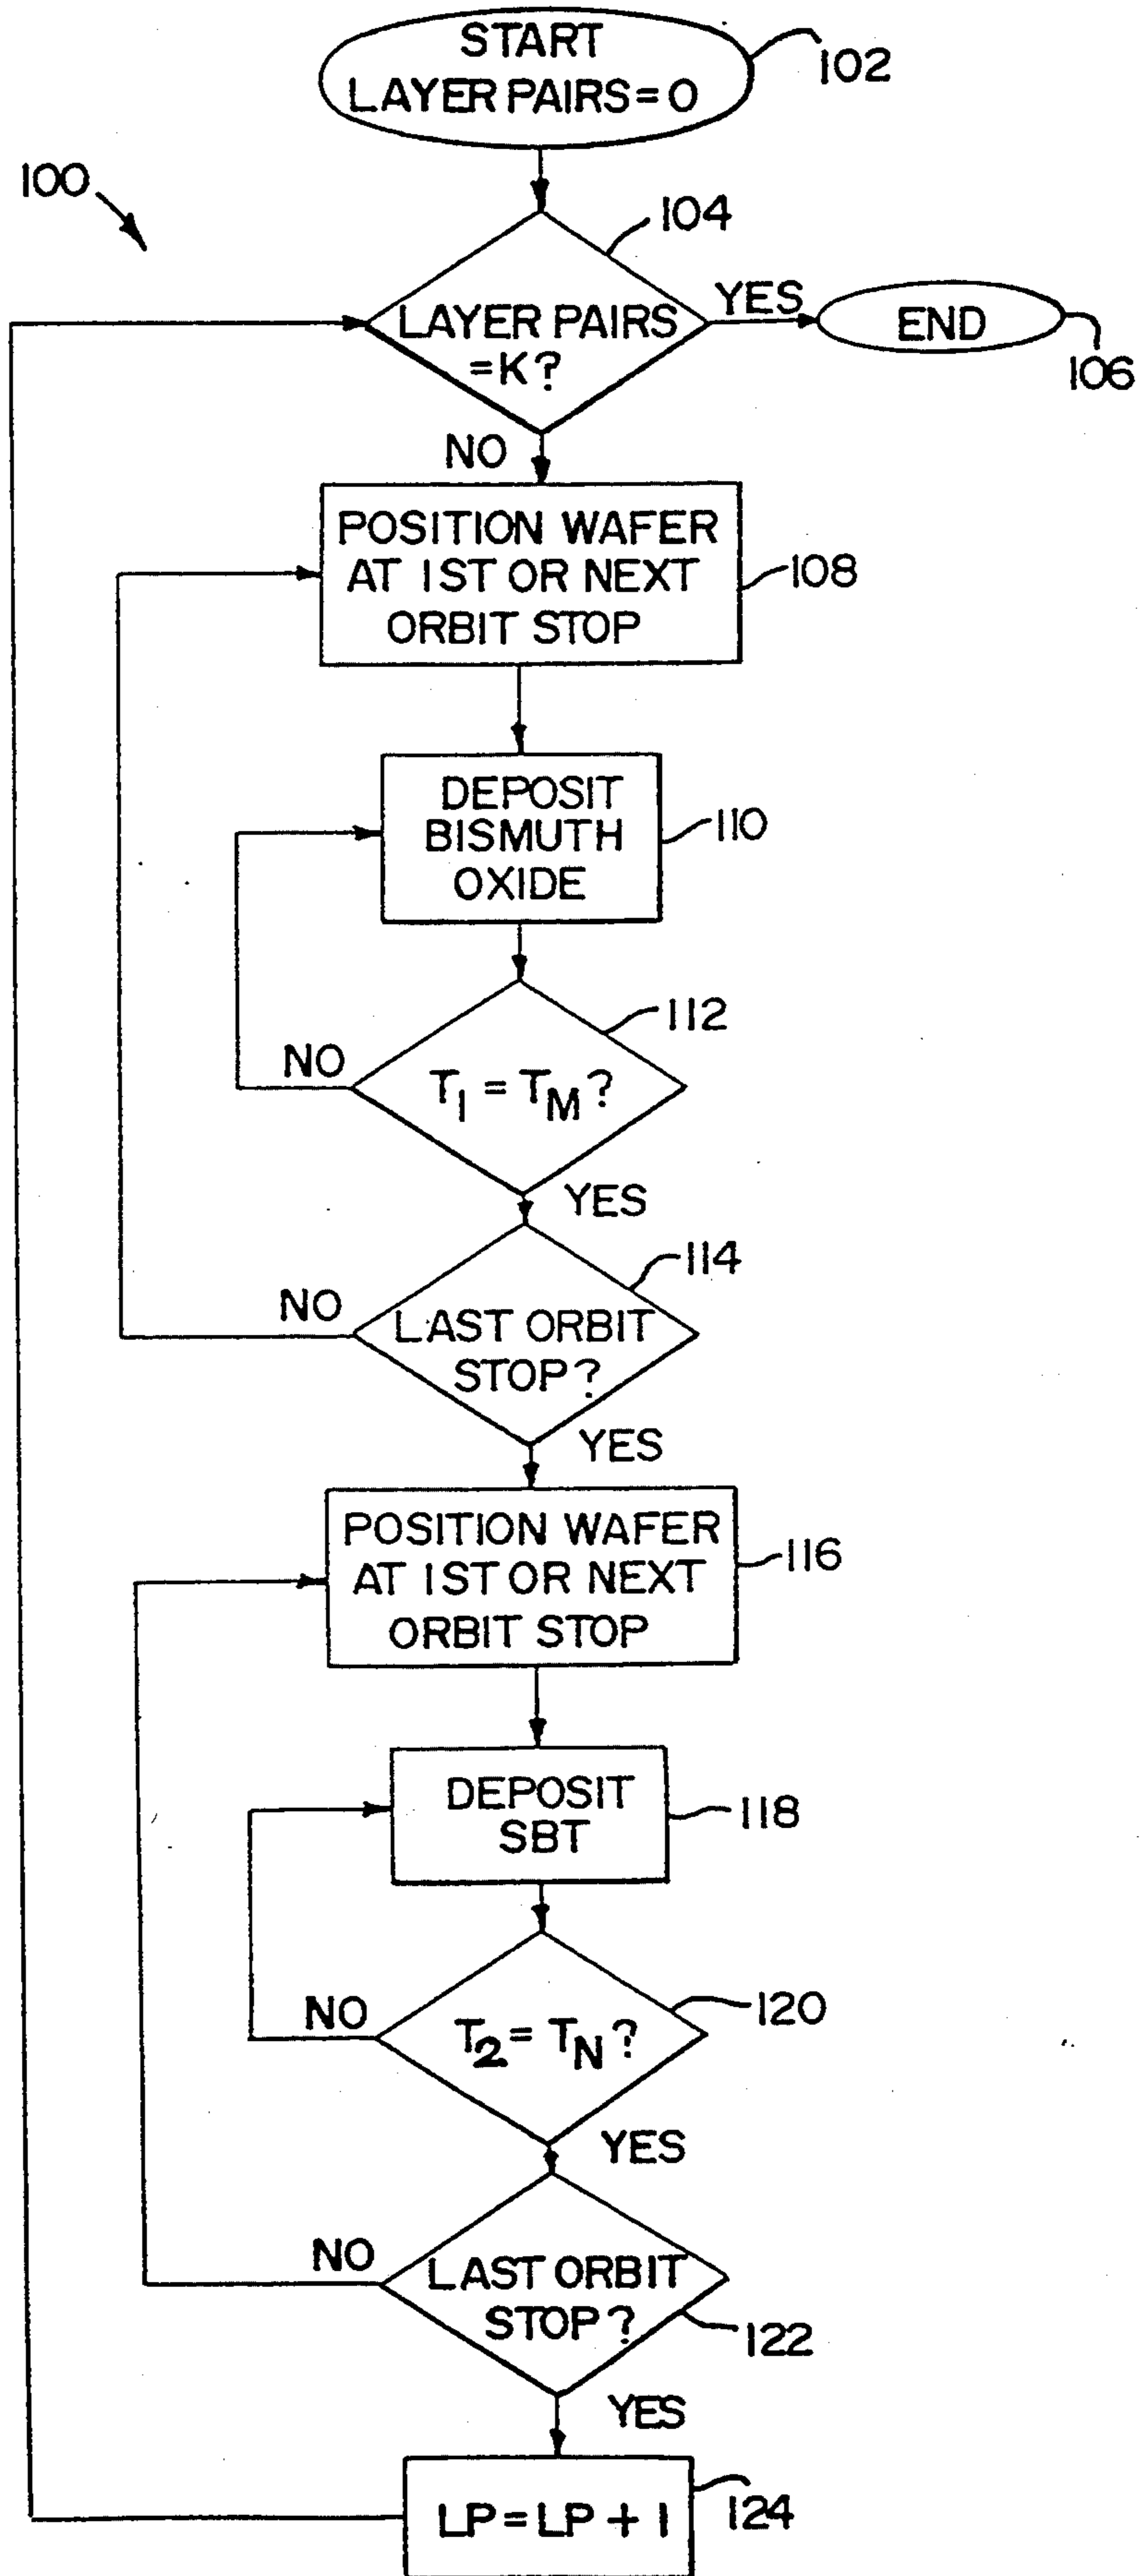 START
LAYER PAIRS = 0
102
100
104
LAYER PAIRS
= K ?
YES
END
106
NO
POSITION WAFER
AT 1ST OR NEXT
ORBIT STOP
108
DEPOSIT
BISMUTH
OXIDE
110
112
NO
T1 = TM ?
YES
114
NO
LAST ORBIT
STOP?
YES
POSITION WAFER
AT 1ST OR NEXT
ORBIT STOP
116
DEPOSIT
SBT
118
120
NO
T2 = TN ?
YES
NO
LAST ORBIT
STOP?
122
YES
LP = LP + 1
124